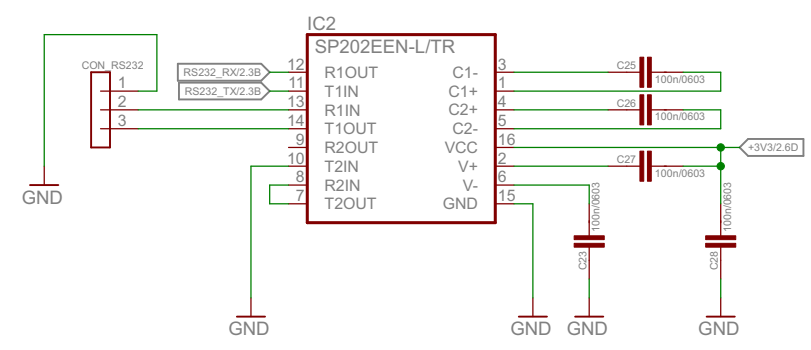 IC2
SP202EEN-L/TR
CON_RS232
1
2
3
RS232_RX/2.3B
RS232_TX/2.3B
12 R1OUT C1- 3
11 T1IN C1+ 1
13 R1IN C2+ 4
14 T1OUT C2- 5
9 R2OUT VCC 16
10 T2IN V+ 2
8 R2IN V- 6
7 T2OUT GND 15
C25
100n/0603
C26
100n/0603
+3V3/2.6D
C27
100n/0603
100n/0603
C23
100n/0603
C28
GND
GND
GND
GND
GND